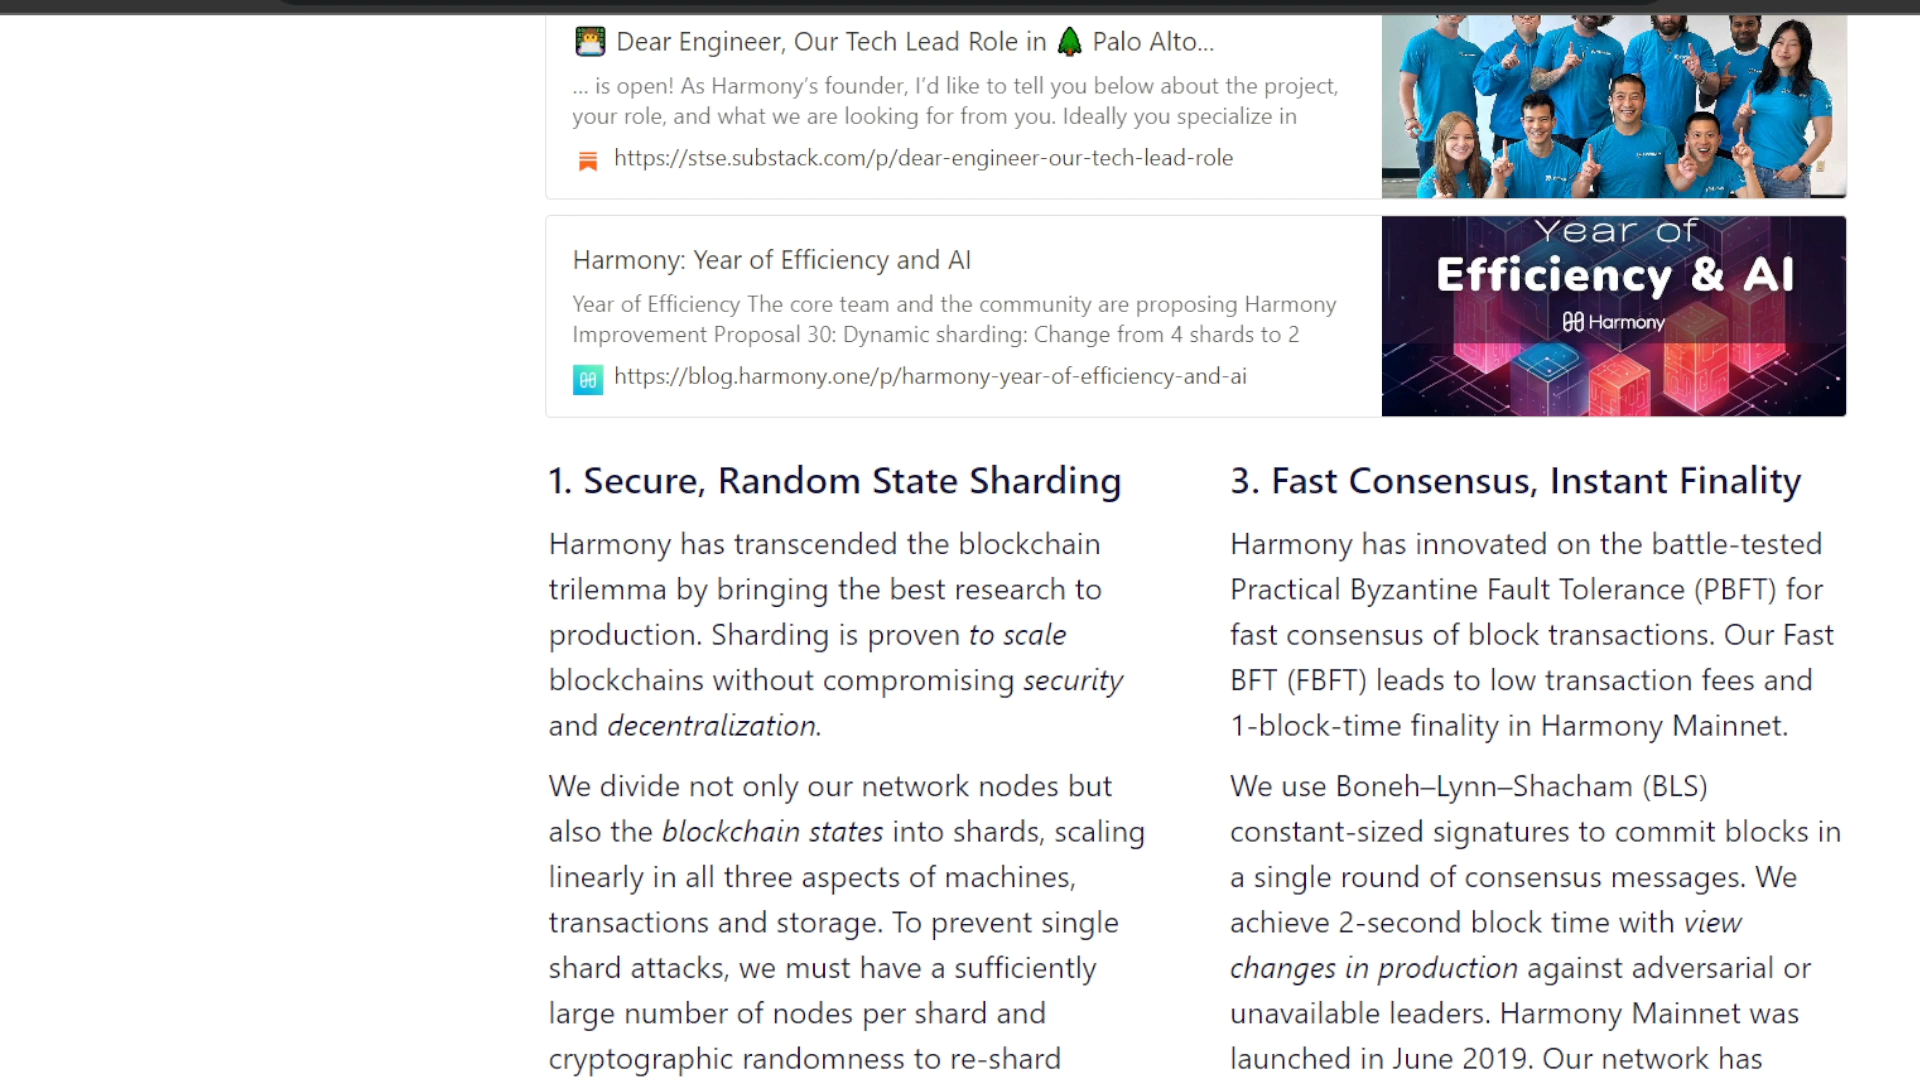 Dear Engineer, Our Tech Lead Role in 🌲 Palo Alto...
... is open! As Harmony's founder, I'd like to tell you below about the project,
your role, and what we are looking for from you. Ideally you specialize in
https://stse.substack.com/p/dear-engineer-our-tech-lead-role
Harmony: Year of Efficiency and AI
Year of Efficiency The core team and the community are proposing Harmony
Improvement Proposal 30: Dynamic sharding: Change from 4 shards to 2
https://blog.harmony.one/p/harmony-year-of-efficiency-and-ai
Year of
Efficiency & AI
Harmony
1. Secure, Random State Sharding
Harmony has transcended the blockchain
trilemma by bringing the best research to
production. Sharding is proven to scale
blockchains without compromising security
and decentralization.
We divide not only our network nodes but
also the blockchain states into shards, scaling
linearly in all three aspects of machines,
transactions and storage. To prevent single
shard attacks, we must have a sufficiently
large number of nodes per shard and
cryptographic randomness to re-shard
3. Fast Consensus, Instant Finality
Harmony has innovated on the battle-tested
Practical Byzantine Fault Tolerance (PBFT) for
fast consensus of block transactions. Our Fast
BFT (FBFT) leads to low transaction fees and
1-block-time finality in Harmony Mainnet.
We use Boneh–Lynn–Shacham (BLS)
constant-sized signatures to commit blocks in
a single round of consensus messages. We
achieve 2-second block time with view
changes in production against adversarial or
unavailable leaders. Harmony Mainnet was
launched in June 2019. Our network has